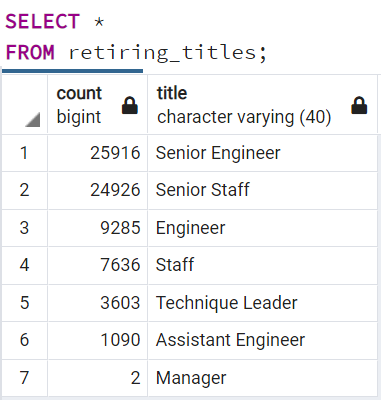 SELECT *
FROM retiring_titles;
count title
bigint character varying (40)
1 25916 Senior Engineer
2 24926 Senior Staff
3 9285 Engineer
4 7636 Staff
5 3603 Technique Leader
6 1090 Assistant Engineer
7 2 Manager